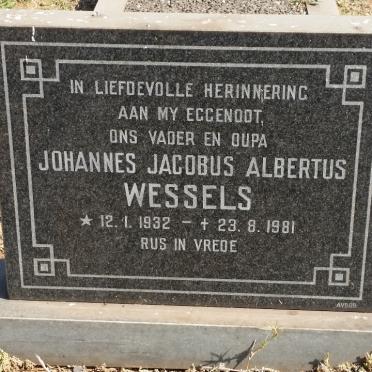 IN LIEFDEVOLLE HERINNERING
AAN MY EGGENOOT,
ONS VADER EN OUPA
JOHANNES JACOBUS ALBERTUS
WESSELS
★ 12. 1. 1932 – ✝ 23. 8. 1981
RUS IN VREDE